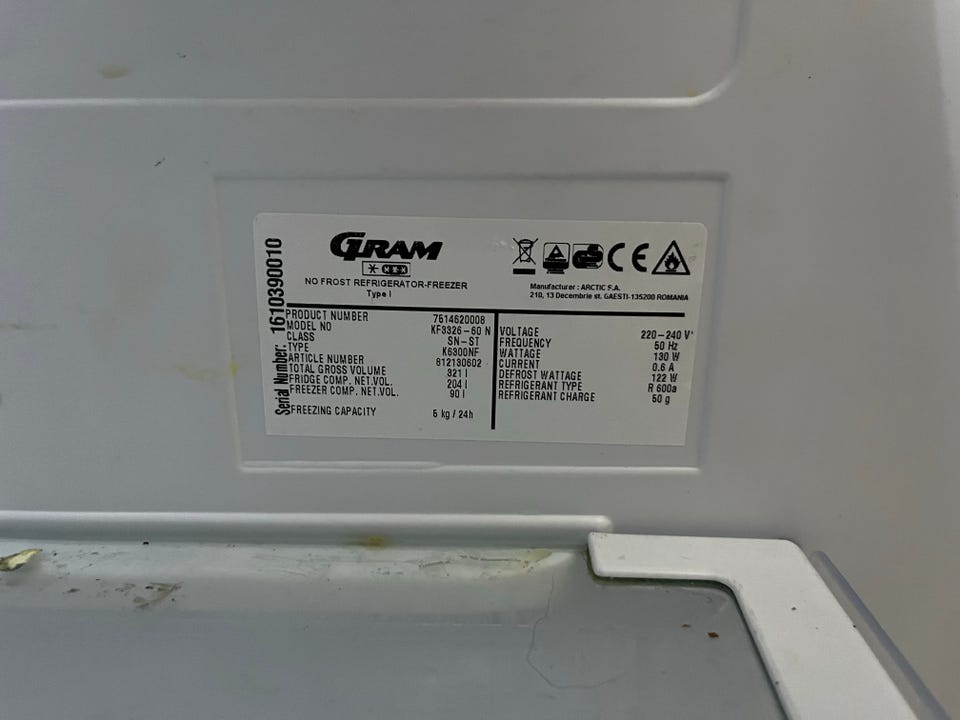 Serial Number: 1610390010
GRAM
NO FROST REFRIGERATOR-FREEZER
Type I
CE
Manufacturer : ARCTIC S.A.
210, 13 Decembrie st. GAESTI-135200 ROMANIA
PRODUCT NUMBER 7514620008
MODEL NO KF3326-60 N
CLASS SN-ST
TYPE K6300NF
ARTICLE NUMBER 812130602
TOTAL GROSS VOLUME 321 l
FRIDGE COMP. NET.VOL. 204 l
FREEZER COMP. NET.VOL. 90 l
FREEZING CAPACITY 5 kg / 24h
VOLTAGE 220-240 V
FREQUENCY 50 Hz
WATTAGE 130 W
CURRENT 0.6 A
DEFROST WATTAGE 122 W
REFRIGERANT TYPE R 600a
REFRIGERANT CHARGE 50 g